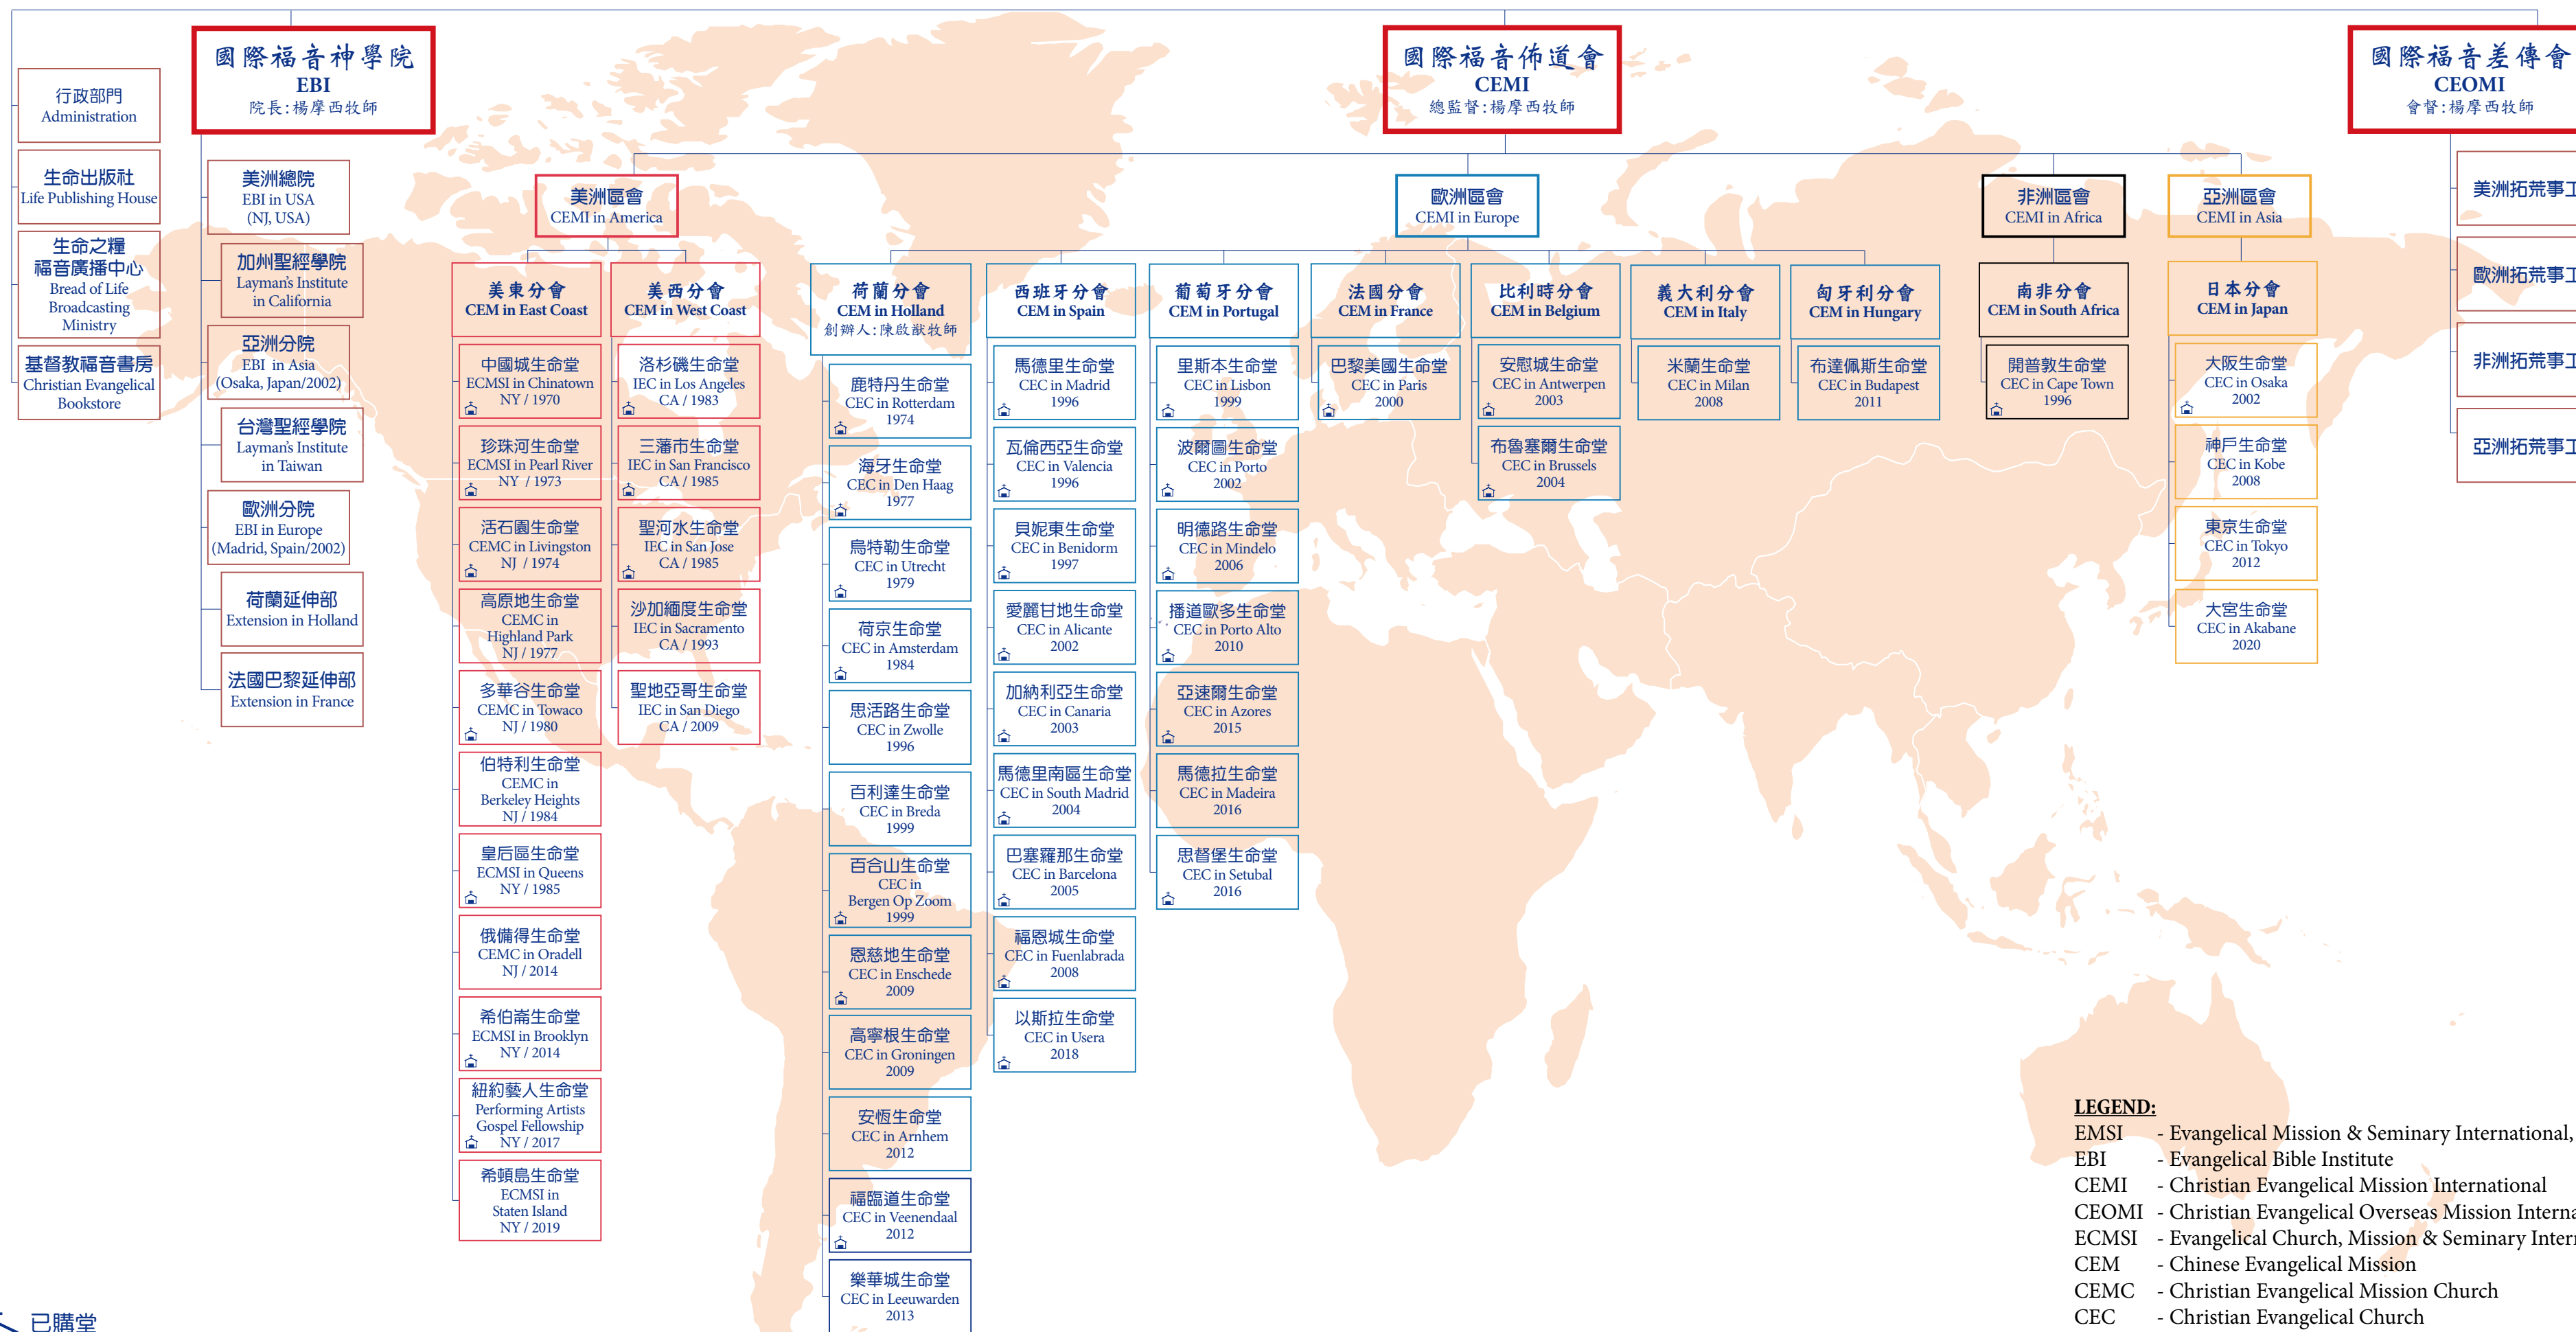 國際福音神學院
EBI
院長:楊摩西牧師
國際福音佈道會
CEMI
總監督:楊摩西牧師
國際福音差傳會
CEOMI
會督:楊摩西牧師
行政部門
Administration
生命出版社
Life Publishing House
生命之糧
福音廣播中心
Bread of Life
Broadcasting
Ministry
基督教福音書房
Christian Evangelical
Bookstore
美洲總院
EBI in USA
(NJ, USA)
加州聖經學院
Layman's Institute
in California
亞洲分院
EBI in Asia
(Osaka, Japan/2002)
台灣聖經學院
Layman's Institute
in Taiwan
歐洲分院
EBI in Europe
(Madrid, Spain/2002)
荷蘭延伸部
Extension in Holland
法國巴黎延伸部
Extension in France
美洲區會
CEMI in America
美東分會
CEM in East Coast
中國城生命堂
ECMSI in Chinatown
NY / 1970
珍珠河生命堂
ECMSI in Pearl River
NY / 1973
活石園生命堂
CEMC in Livingston
NJ / 1974
高原地生命堂
CEMC in
Highland Park
NJ / 1977
多華谷生命堂
CEMC in Towaco
NJ / 1980
伯特利生命堂
CEMC in
Berkeley Heights
NJ / 1984
皇后區生命堂
ECMSI in Queens
NY / 1985
俄備得生命堂
CEMC in Oradell
NJ / 2014
希伯崙生命堂
ECMSI in Brooklyn
NY / 2014
紐約藝人生命堂
Performing Artists
Gospel Fellowship
NY / 2017
希頓島生命堂
ECMSI in
Staten Island
NY / 2019
美西分會
CEM in West Coast
洛杉磯生命堂
IEC in Los Angeles
CA / 1983
三藩市生命堂
IEC in San Francisco
CA / 1985
聖河水生命堂
IEC in San Jose
CA / 1985
沙加緬度生命堂
IEC in Sacramento
CA / 1993
聖地亞哥生命堂
IEC in San Diego
CA / 2009
歐洲區會
CEMI in Europe
荷蘭分會
CEM in Holland
創辦人:陳啟猷牧師
鹿特丹生命堂
CEC in Rotterdam
1974
海牙生命堂
CEC in Den Haag
1977
烏特勒生命堂
CEC in Utrecht
1979
荷京生命堂
CEC in Amsterdam
1984
思活路生命堂
CEC in Zwolle
1996
百利達生命堂
CEC in Breda
1999
百合山生命堂
CEC in
Bergen Op Zoom
1999
恩慈地生命堂
CEC in Enschede
2009
高寧根生命堂
CEC in Groningen
2009
安恆生命堂
CEC in Arnhem
2012
福臨道生命堂
CEC in Veenendaal
2012
樂華城生命堂
CEC in Leeuwarden
2013
西班牙分會
CEM in Spain
馬德里生命堂
CEC in Madrid
1996
瓦倫西亞生命堂
CEC in Valencia
1996
貝妮東生命堂
CEC in Benidorm
1997
愛麗甘地生命堂
CEC in Alicante
2002
加納利亞生命堂
CEC in Canaria
2003
馬德里南區生命堂
CEC in South Madrid
2004
巴塞羅那生命堂
CEC in Barcelona
2005
福恩城生命堂
CEC in Fuenlabrada
2008
以斯拉生命堂
CEC in Usera
2018
葡萄牙分會
CEM in Portugal
里斯本生命堂
CEC in Lisbon
1999
波爾圖生命堂
CEC in Porto
2002
明德路生命堂
CEC in Mindelo
2006
播道歐多生命堂
CEC in Porto Alto
2010
亞速爾生命堂
CEC in Azores
2015
馬德拉生命堂
CEC in Madeira
2016
思督堡生命堂
CEC in Setubal
2016
法國分會
CEM in France
巴黎美國生命堂
CEC in Paris
2000
比利時分會
CEM in Belgium
安慰城生命堂
CEC in Antwerpen
2003
布魯塞爾生命堂
CEC in Brussels
2004
義大利分會
CEM in Italy
米蘭生命堂
CEC in Milan
2008
匈牙利分會
CEM in Hungary
布達佩斯生命堂
CEC in Budapest
2011
非洲區會
CEMI in Africa
南非分會
CEM in South Africa
開普敦生命堂
CEC in Cape Town
1996
亞洲區會
CEMI in Asia
日本分會
CEM in Japan
大阪生命堂
CEC in Osaka
2002
神戶生命堂
CEC in Kobe
2008
東京生命堂
CEC in Tokyo
2012
大宮生命堂
CEC in Akabane
2020
美洲拓荒事工
歐洲拓荒事工
非洲拓荒事工
亞洲拓荒事工
LEGEND:
EMSI - Evangelical Mission & Seminary International,
EBI - Evangelical Bible Institute
CEMI - Christian Evangelical Mission International
CEOMI - Christian Evangelical Overseas Mission Interna
ECMSI - Evangelical Church, Mission & Seminary Inter
CEM - Chinese Evangelical Mission
CEMC - Christian Evangelical Mission Church
CEC - Christian Evangelical Church
已購堂